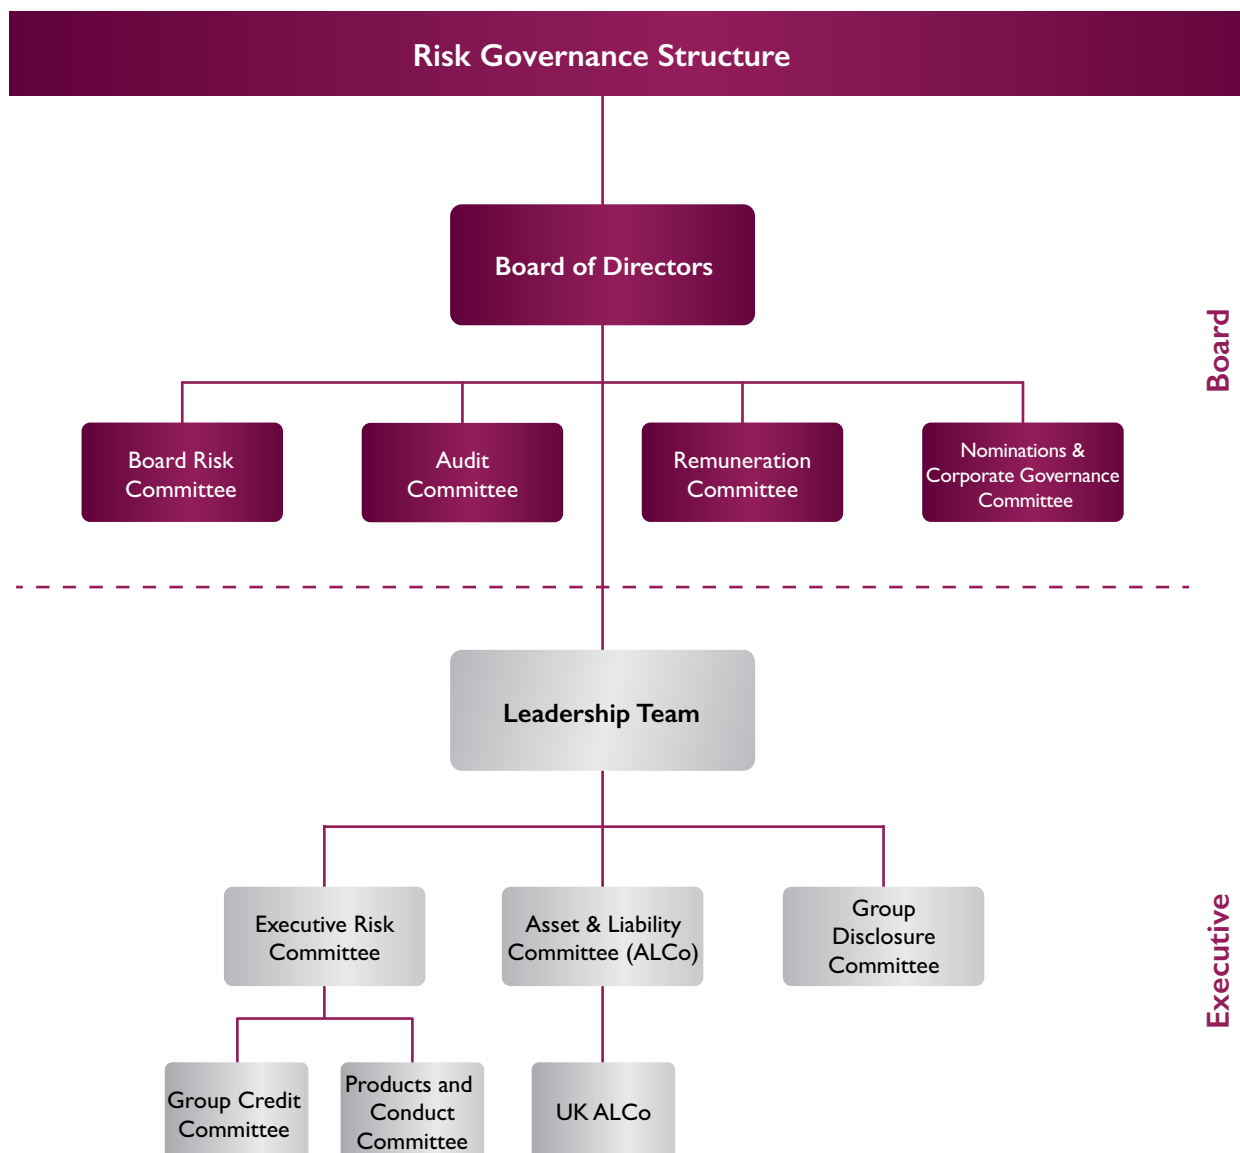 Risk Governance Structure
Board of Directors
Board
Board Risk
Committee
Audit
Committee
Remuneration
Committee
Nominations &
Corporate Governance
Committee
Leadership Team
Executive Risk
Committee
Asset & Liability
Committee (ALCo)
Group
Disclosure
Committee
Executive
Group Credit
Committee
Products and
Conduct
Committee
UK ALCo